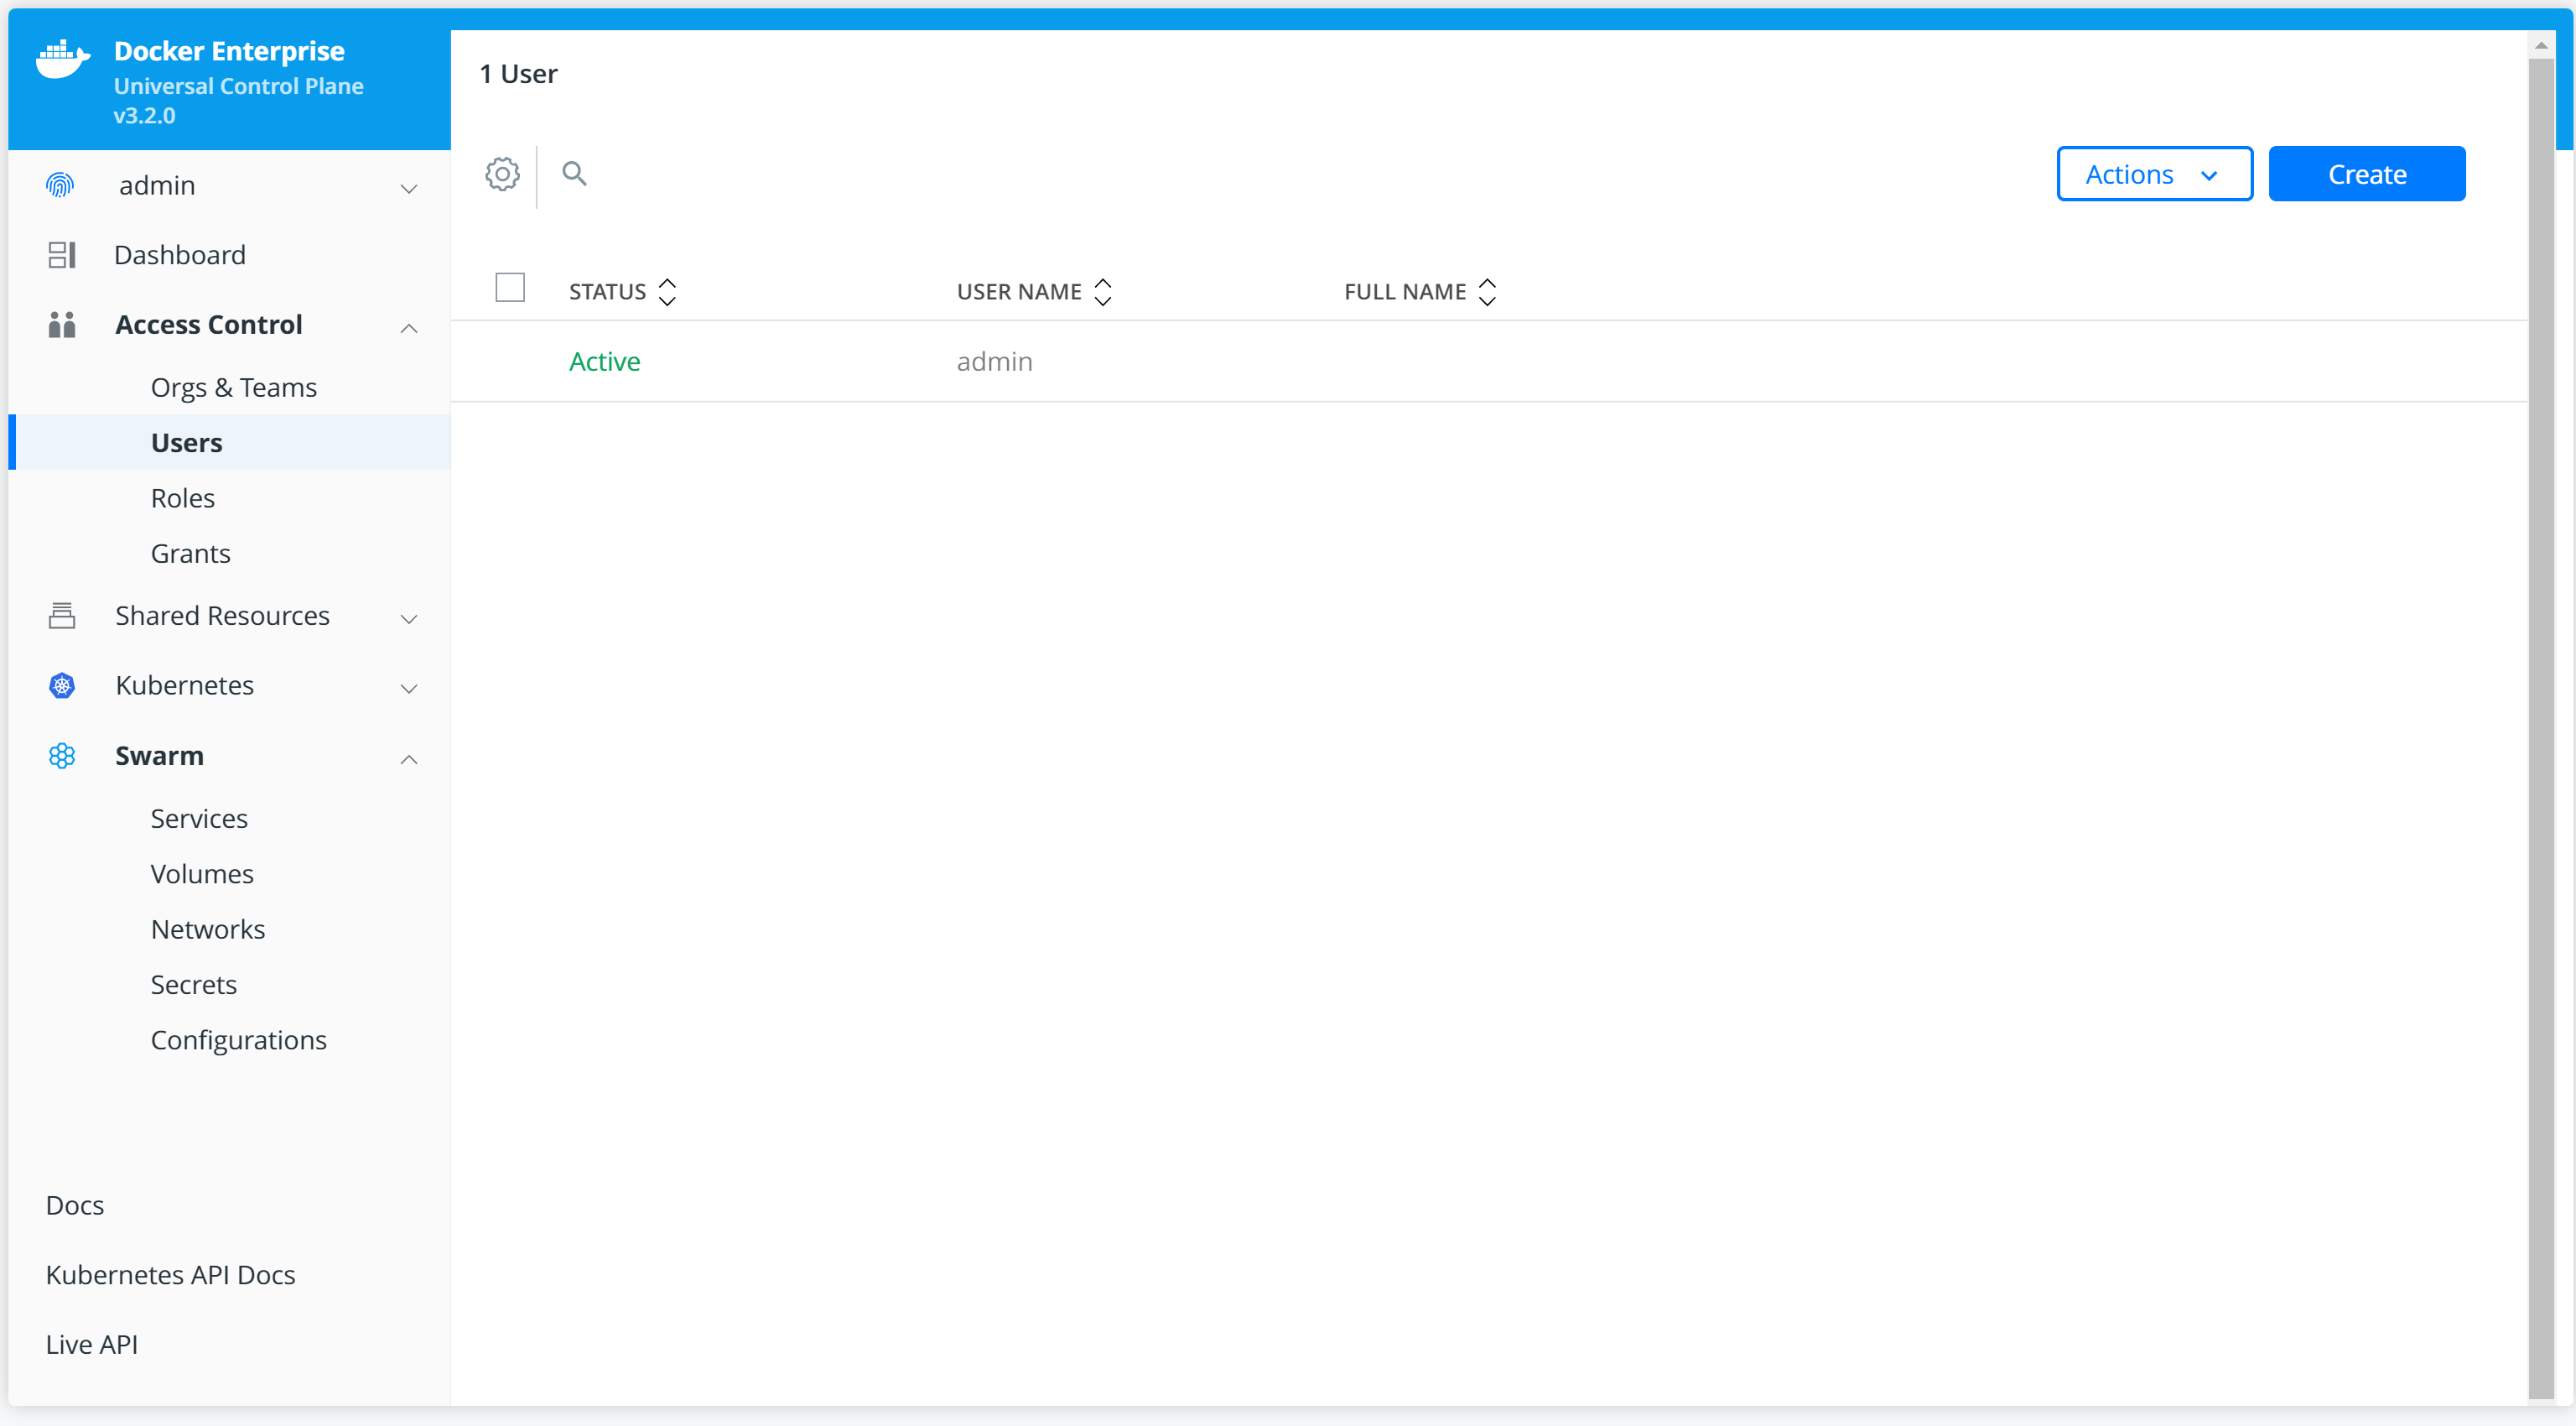 Docker Enterprise
Universal Control Plane
v3.2.0
admin
Dashboard
Access Control
Orgs & Teams
Users
Roles
Grants
Shared Resources
Kubernetes
Swarm
Services
Volumes
Networks
Secrets
Configurations
Docs
Kubernetes API Docs
Live API
1 User
Actions
Create
STATUS USER NAME FULL NAME
Active admin